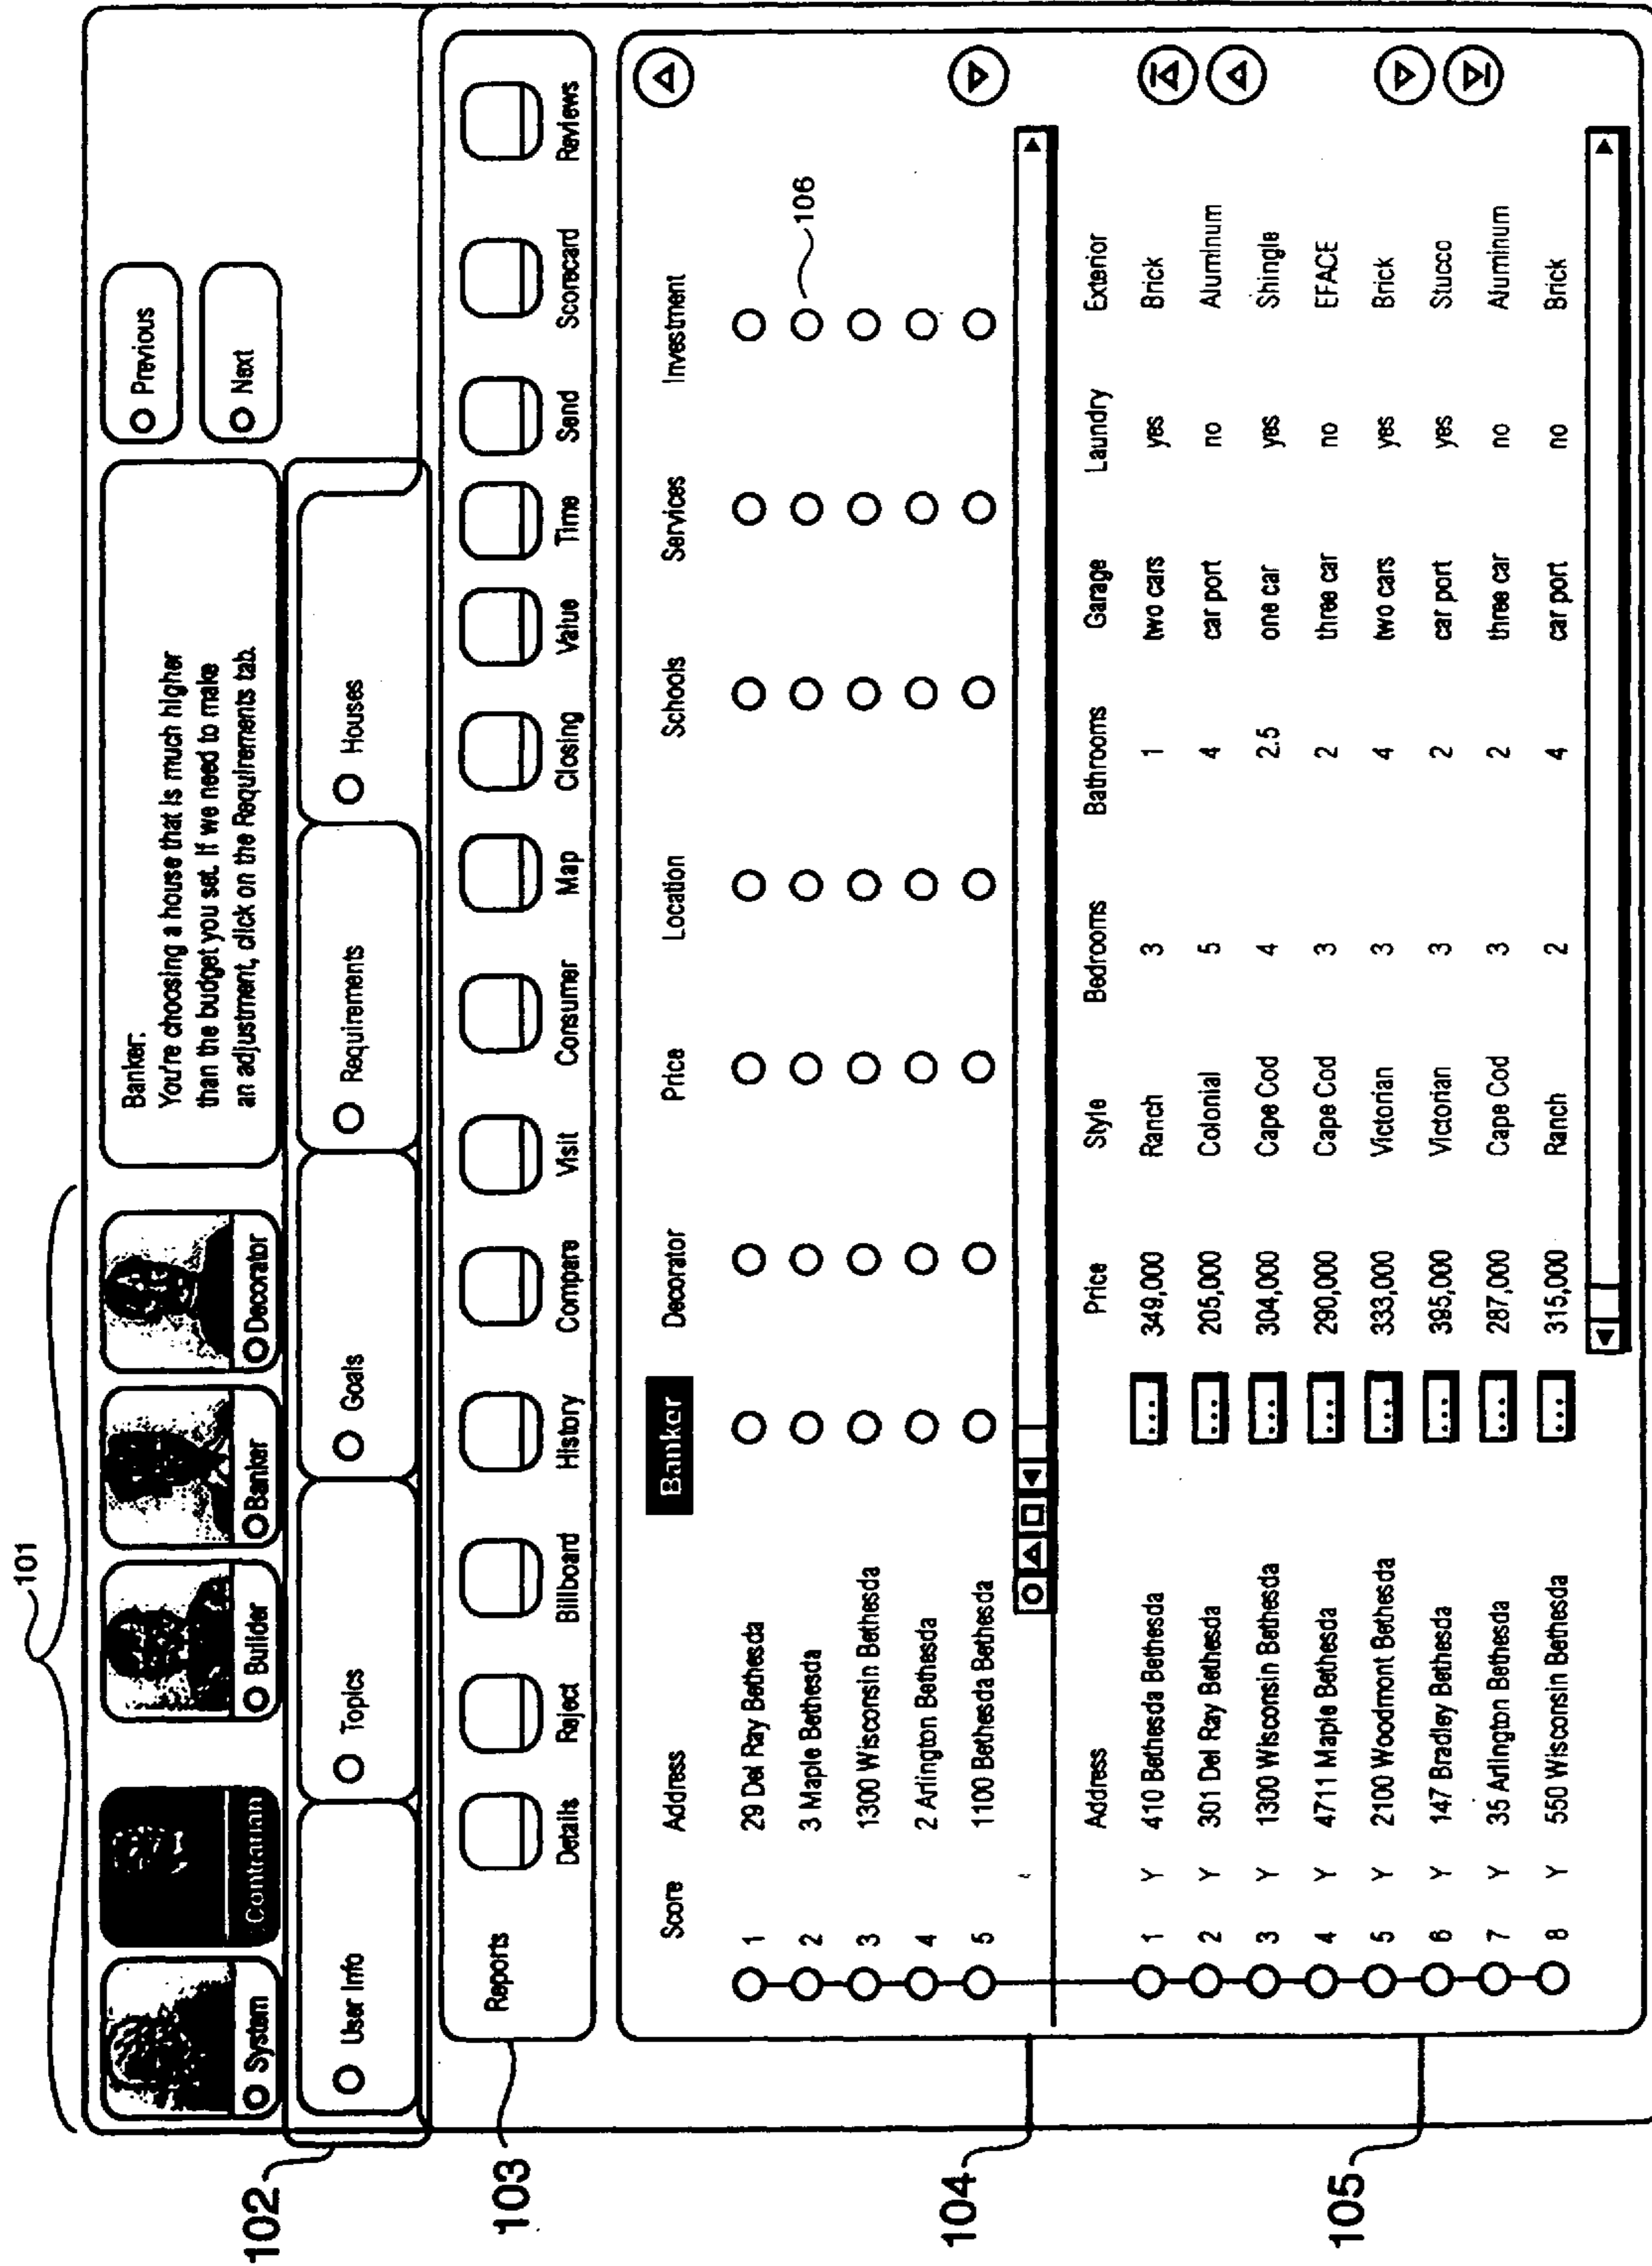 101
System
Contrarian
Builder
Banker
Decorator
Banker:
You're choosing a house that is much higher
than the budget you set. If we need to make
an adjustment, click on the Requirements tab.
Previous
Next
102
User Info
Topics
Goals
Requirements
Houses
103
Reports
Details Reject Billboard History Compare Visit Consumer Map Closing Value Time Send Scorecard Reviews
Score Address Banker Decorator Price Location Schools Services Investment
1 29 Del Ray Bethesda
2 3 Maple Bethesda
106
3 1300 Wisconsin Bethesda
4 2 Arlington Bethesda
5 1100 Bethesda Bethesda
104
Address Price Style Bedrooms Bathrooms Garage Laundry Exterior
1 Y 410 Bethesda Bethesda ... 349,000 Ranch 3 1 two cars yes Brick
2 Y 301 Del Ray Bethesda ... 205,000 Colonial 5 4 car port no Aluminum
3 Y 1300 Wisconsin Bethesda ... 304,000 Cape Cod 4 2.5 one car yes Shingle
4 Y 4711 Maple Bethesda ... 290,000 Cape Cod 3 2 three car no EFACE
5 Y 2100 Woodmont Bethesda ... 333,000 Victorian 3 4 two cars yes Brick
105
6 Y 147 Bradley Bethesda ... 395,000 Victorian 3 2 car port yes Stucco
7 Y 35 Arlington Bethesda ... 287,000 Cape Cod 3 2 three car no Aluminum
8 Y 550 Wisconsin Bethesda ... 315,000 Ranch 2 4 car port no Brick